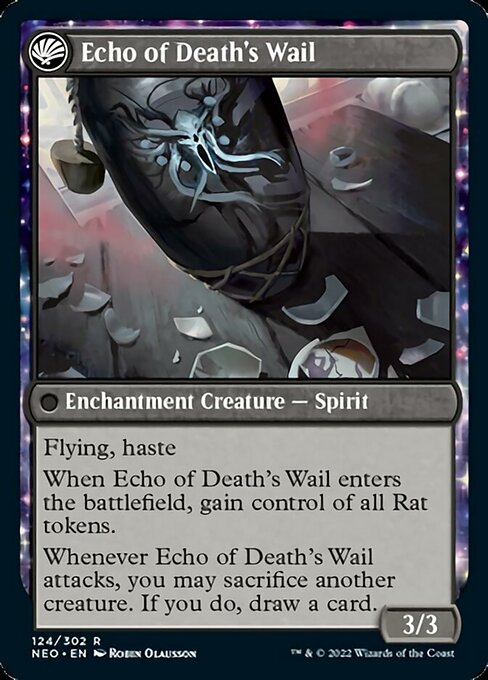 Echo of Death's Wail
Enchantment Creature — Spirit
Flying, haste
When Echo of Death's Wail enters
the battlefield, gain control of all Rat
tokens.
Whenever Echo of Death's Wail
attacks, you may sacrifice another
creature. If you do, draw a card.
3/3
124/302 R
NEO • EN Robin Olausson
™ & © 2022 Wizards of the Coast